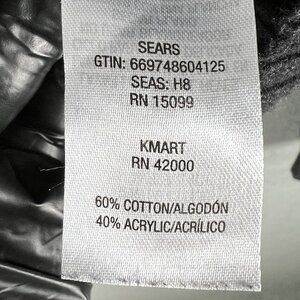 SEARS
GTIN: 669748604125
SEAS: H8
RN 15099
KMART
RN 42000
60% COTTON/ALGODÓN
40% ACRYLIC/ACRÍLICO